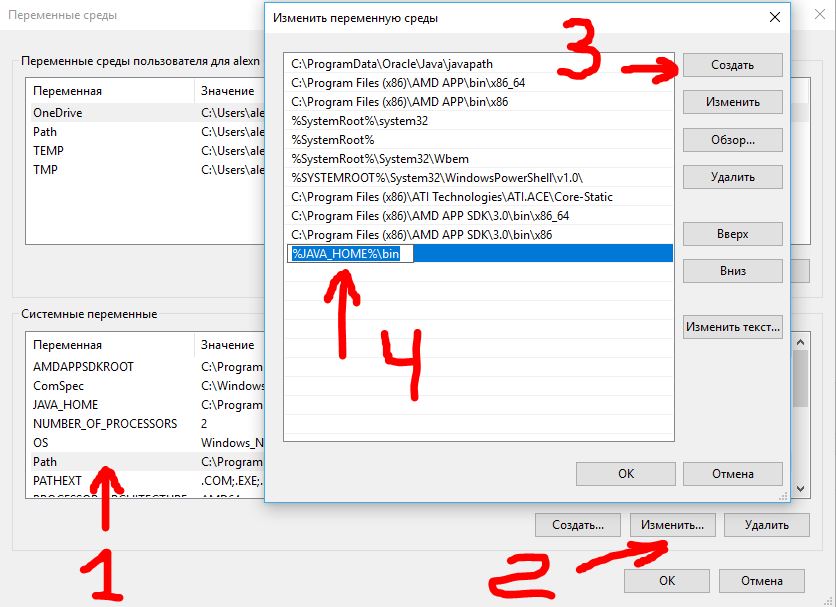 Переменные среды
Переменные среды пользователя для alexn
Переменная Значение
OneDrive C:\Users\ale
Path C:\Users\ale
TEMP C:\Users\ale
TMP C:\Users\ale
Системные переменные
Переменная Значение
AMDAPPSDKROOT C:\Program
ComSpec C:\Windows
JAVA_HOME C:\Program
NUMBER_OF_PROCESSORS 2
OS Windows_N
Path C:\Program
PATHEXT .COM;.EXE;.
PROCESSOR_ARCHITECTURE AMD64
1
Создать... Изменить... Удалить
2
OK Отмена
Изменить переменную среды
C:\ProgramData\Oracle\Java\javapath
C:\Program Files (x86)\AMD APP\bin\x86_64
C:\Program Files (x86)\AMD APP\bin\x86
%SystemRoot%\system32
%SystemRoot%
%SystemRoot%\System32\Wbem
%SYSTEMROOT%\System32\WindowsPowerShell\v1.0\
C:\Program Files (x86)\ATI Technologies\ATI.ACE\Core-Static
C:\Program Files (x86)\AMD APP SDK\3.0\bin\x86_64
C:\Program Files (x86)\AMD APP SDK\3.0\bin\x86
%JAVA_HOME%\bin
3
4
Создать
Изменить
Обзор...
Удалить
Вверх
Вниз
Изменить текст...
OK Отмена